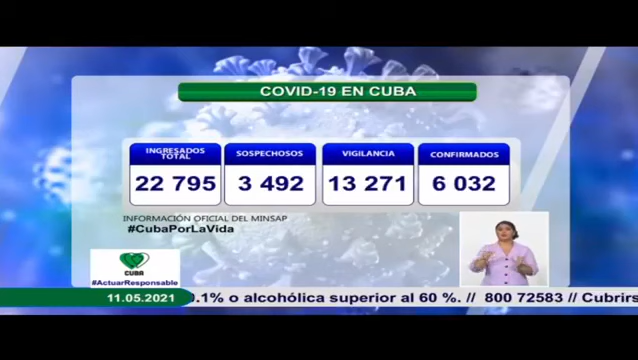 COVID-19 EN CUBA
INGRESADOS
TOTAL
22 795
SOSPECHOSOS
3 492
VIGILANCIA
13 271
CONFIRMADOS
6 032
INFORMACIÓN OFICIAL DEL MINSAP
#CubaPorLaVida
CUBA
#ActuarResponsable
11.05.2021
0.1% o alcohólica superior al 60 %. // 800 72583 // Cubrirs